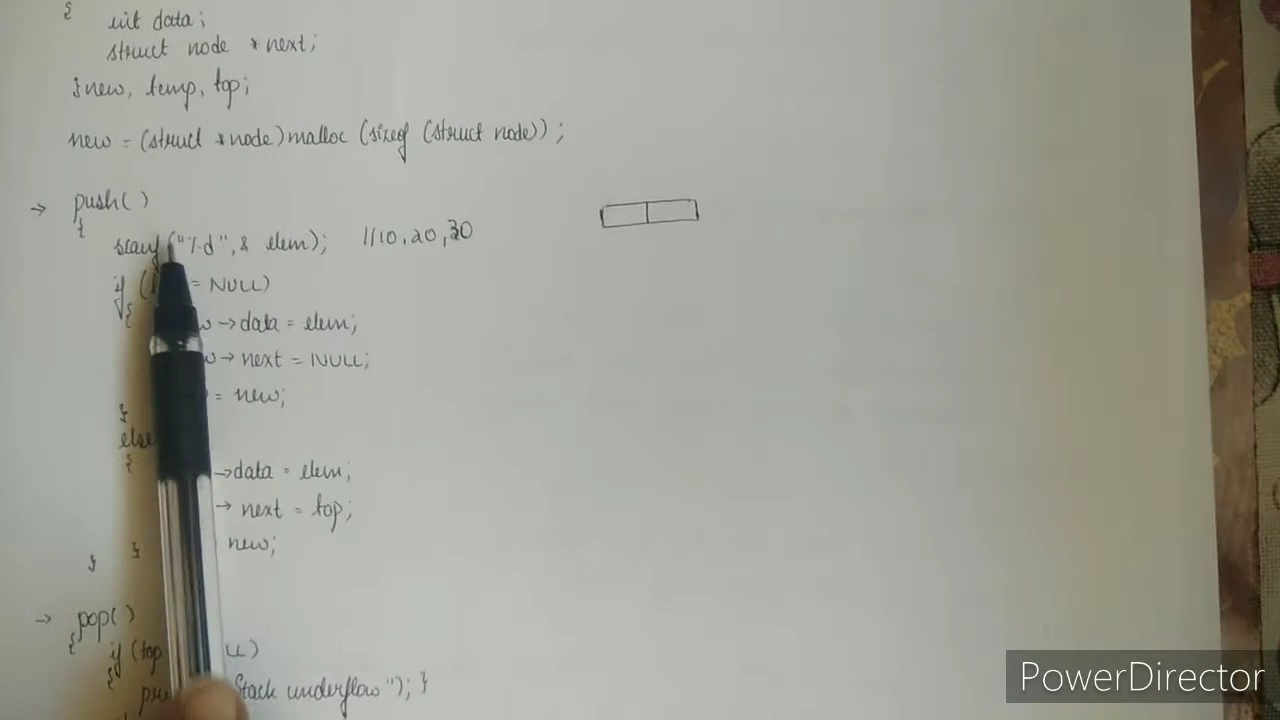 {
int data;
struct node *next;
} new, temp, top;
new = (struct *node) malloc (sizeof (struct node));
→ push()
{
scanf("%d", & elem); //10, 20, 30
if ( = NULL)
{ → data = elem;
→ next = NULL;
= new;
}
else
{
→ data = elem;
→ next = top;
new;
}
}
→ pop()
{
if (top
{
Stack underflow"); }
PowerDirector